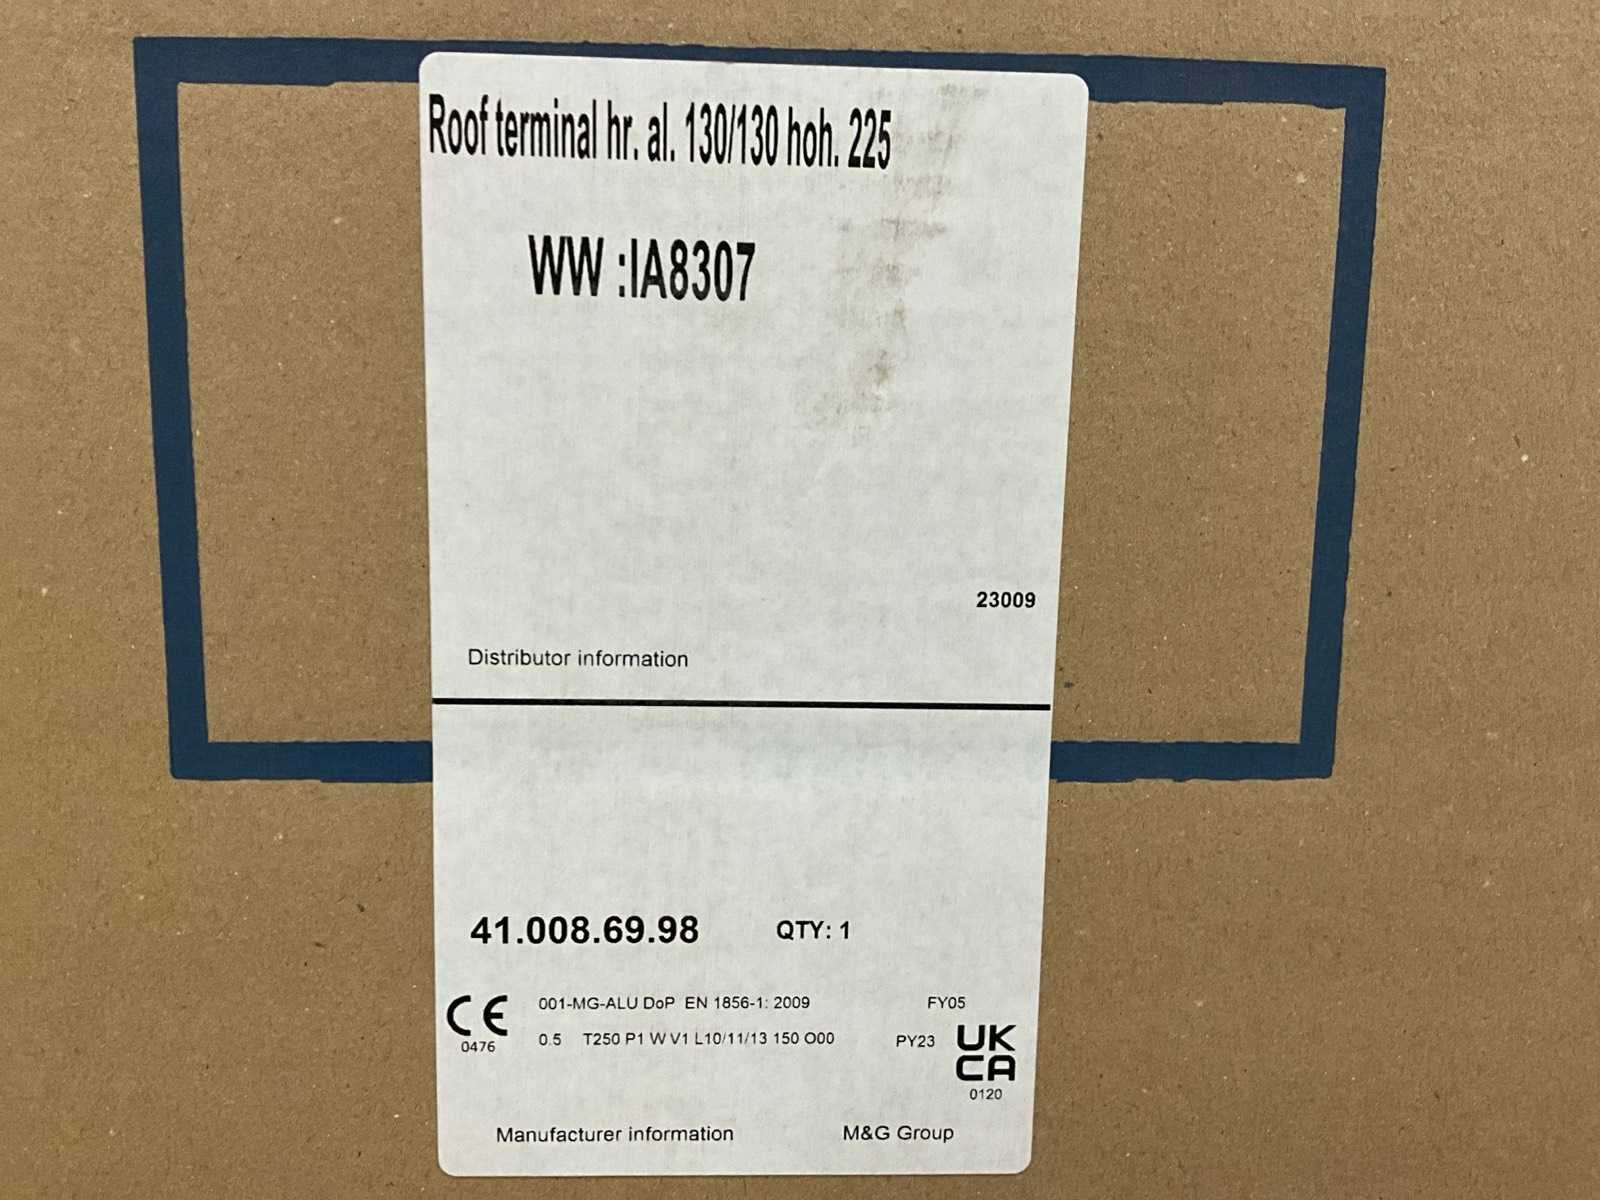 Roof terminal hr. al. 130/130 hoh. 225
WW :IA8307
23009
Distributor information
41.008.69.98 QTY: 1
CE 001-MG-ALU DoP EN 1856-1: 2009 FY05
0476 0.5 T250 P1 W V1 L10/11/13 150 O00 PY23 UK
CA
0120
Manufacturer information M&G Group